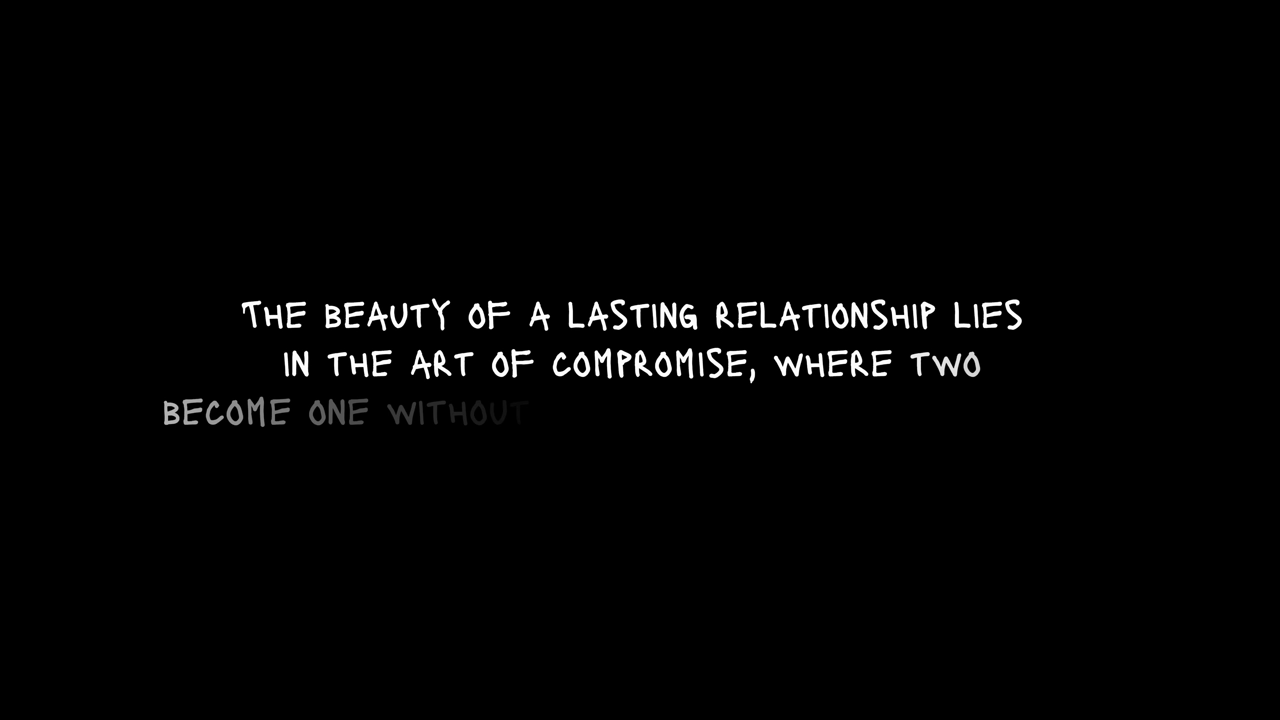 THE BEAUTY OF A LASTING RELATIONSHIP LIES
IN THE ART OF COMPROMISE, WHERE TWO
BECOME ONE WITHOUT